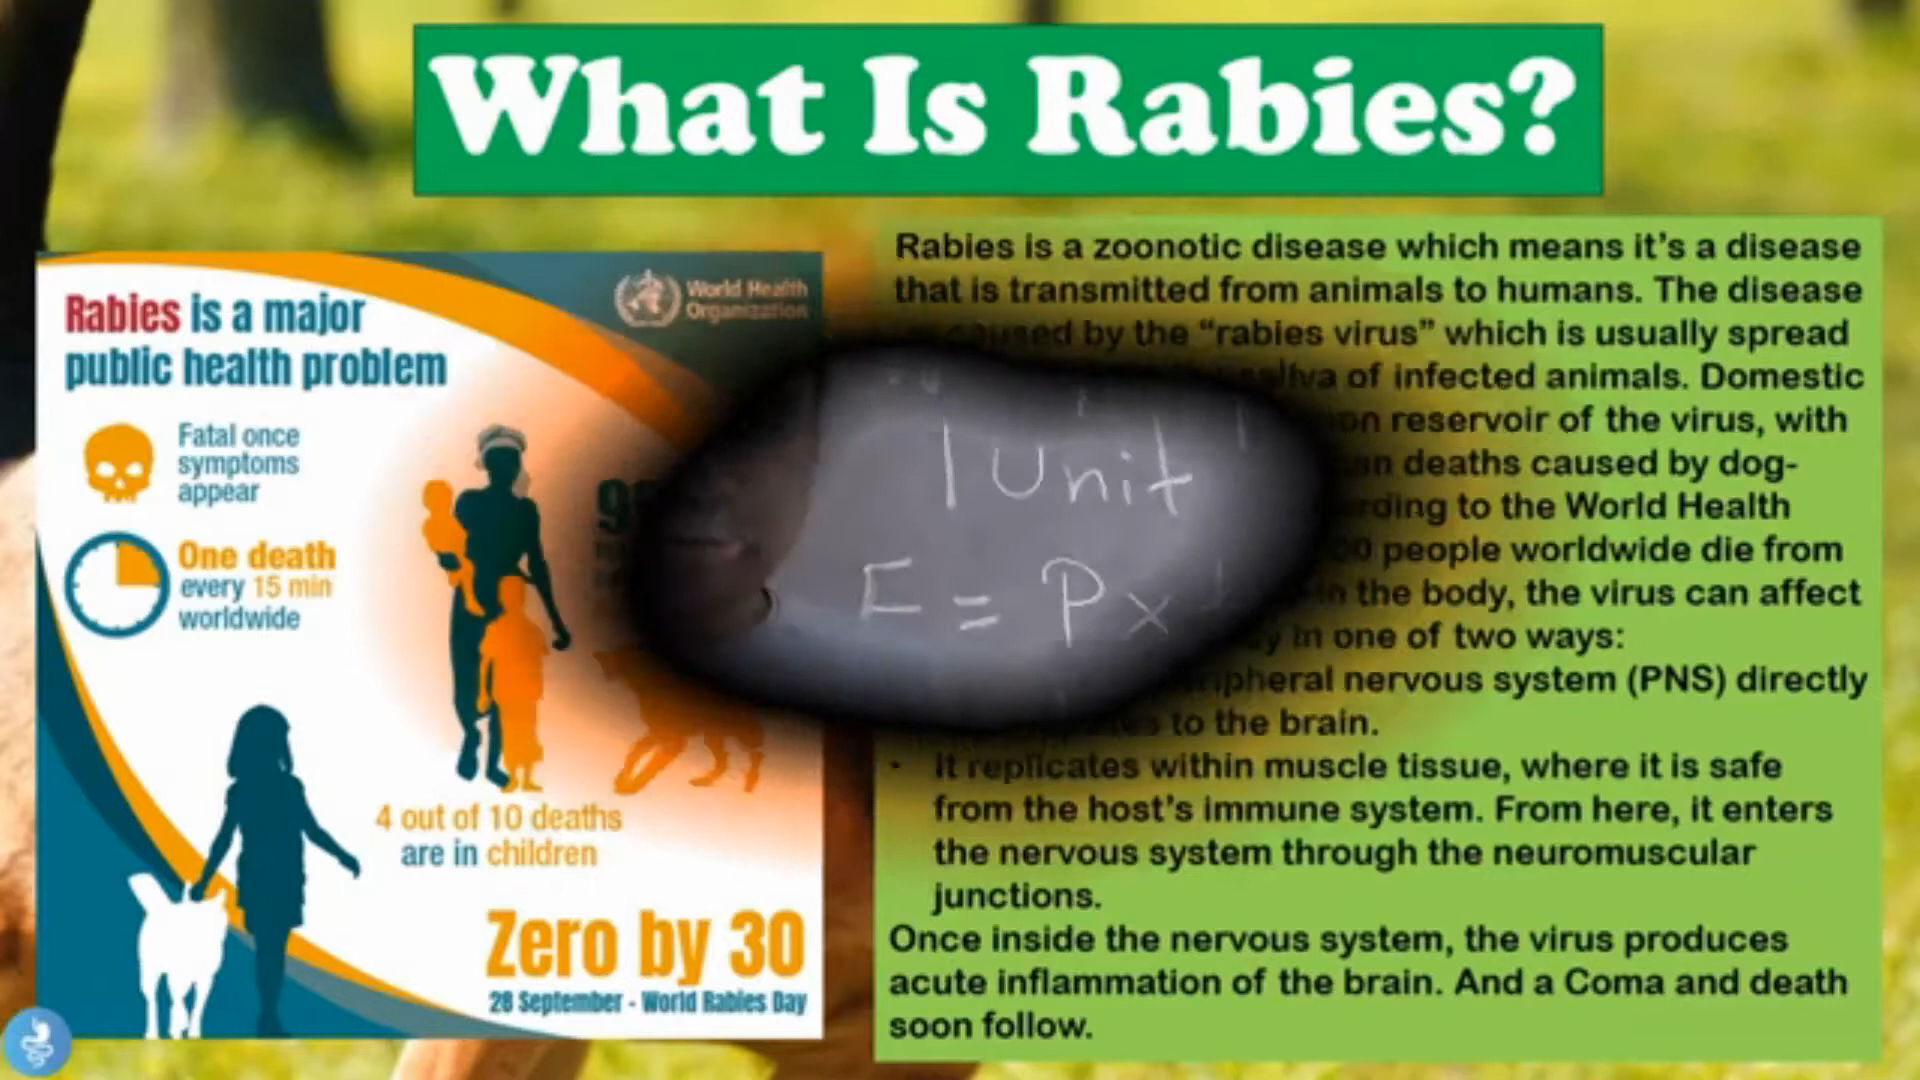 What Is Rabies?
World Health
Organization
Rabies is a major
public health problem
Fatal once
symptoms
appear
One death
every 15 min
worldwide
4 out of 10 deaths
are in children
Zero by 30
28 September - World Rabies Day
1 Unit
E = P x
Rabies is a zoonotic disease which means it’s a disease
that is transmitted from animals to humans. The disease
by the “rabies virus” which is usually spread
of infected animals. Domestic
reservoir of the virus, with
deaths caused by dog-
to the World Health
people worldwide die from
the body, the virus can affect
in one of two ways:
nervous system (PNS) directly
to the brain.
· It replicates within muscle tissue, where it is safe
from the host’s immune system. From here, it enters
the nervous system through the neuromuscular
junctions.
Once inside the nervous system, the virus produces
acute inflammation of the brain. And a Coma and death
soon follow.